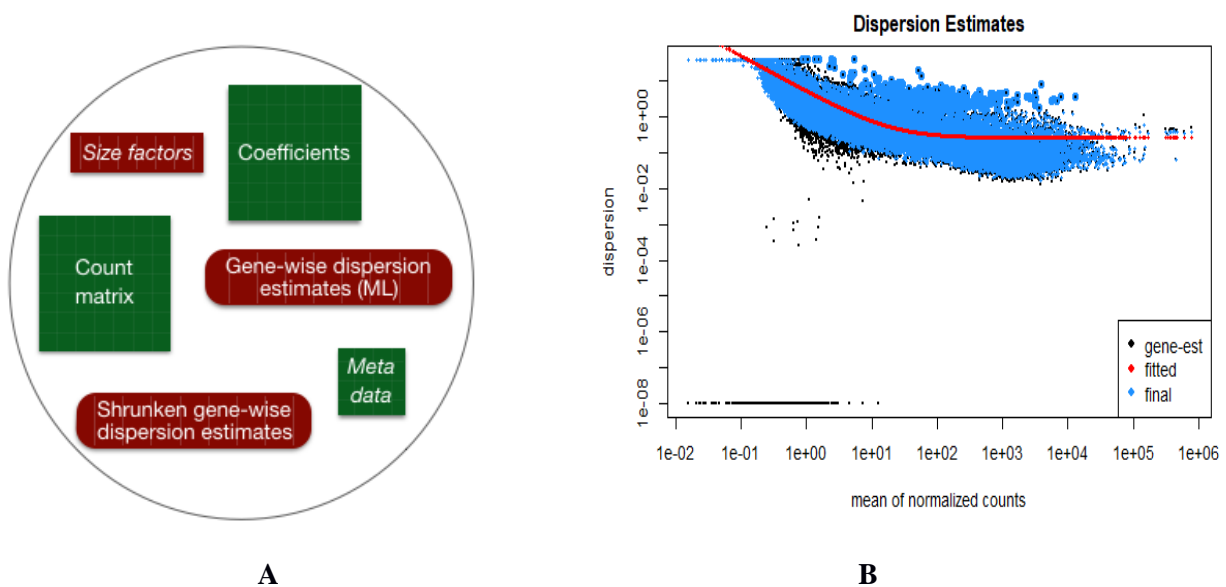 Size factors
Coefficients
Count
matrix
Gene-wise dispersion
estimates (ML)
Meta
data
Shrunken gene-wise
dispersion estimates
A
Dispersion Estimates
dispersion
1e+00
1e-02
1e-04
1e-06
1e-08
gene-est
fitted
final
1e-02 1e-01 1e+00 1e+01 1e+02 1e+03 1e+04 1e+05 1e+06
mean of normalized counts
B